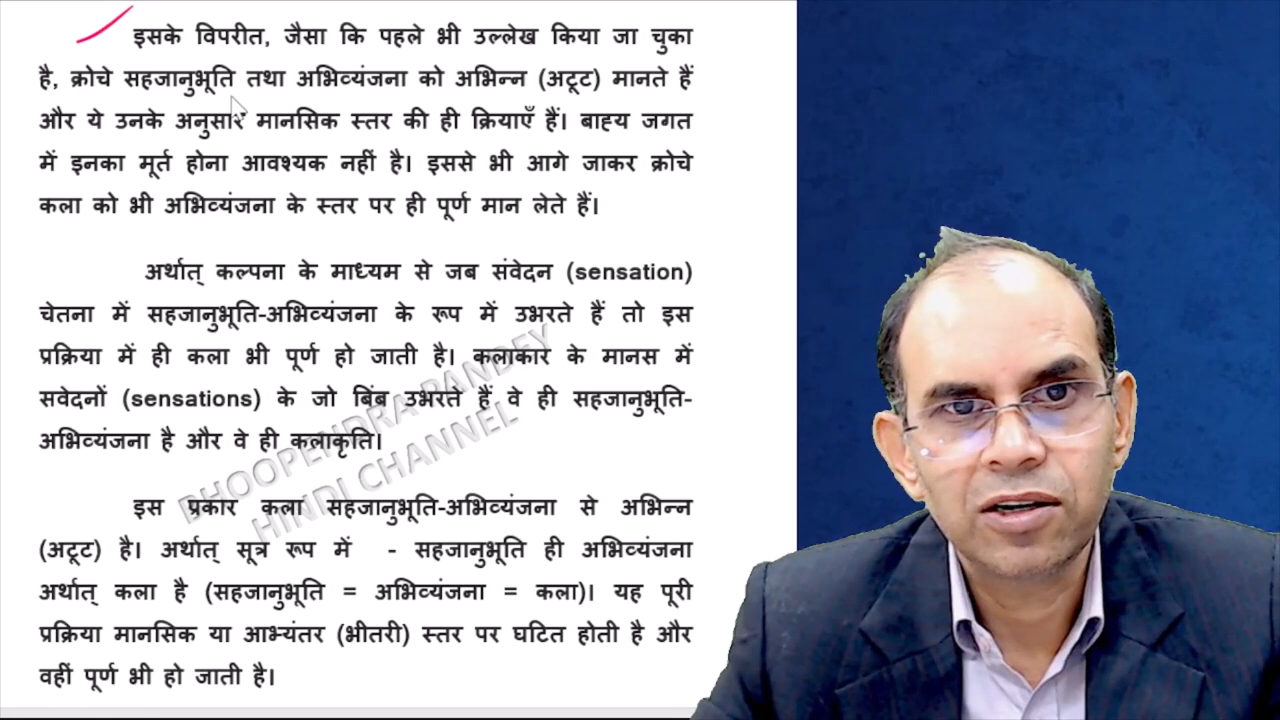 इसके विपरीत, जैसा कि पहले भी उल्लेख किया जा चुका
है, क्रोचे सहजानुभूति तथा अभिव्यंजना को अभिन्न (अटूट) मानते हैं
और ये उनके अनुसार मानसिक स्तर की ही क्रियाएँ हैं। बाह्य जगत
में इनका मूर्त होना आवश्यक नहीं है। इससे भी आगे जाकर क्रोचे
कला को भी अभिव्यंजना के स्तर पर ही पूर्ण मान लेते हैं।
अर्थात् कल्पना के माध्यम से जब संवेदन (sensation)
चेतना में सहजानुभूति-अभिव्यंजना के रूप में उभरते हैं तो इस
प्रक्रिया में ही कला भी पूर्ण हो जाती है। कलाकार के मानस में
सवेदनों (sensations) के जो बिंब उभरते हैं वे ही सहजानुभूति-
अभिव्यंजना है और वे ही कलाकृति।
इस प्रकार कला सहजानुभूति-अभिव्यंजना से अभिन्न
(अटूट) है। अर्थात् सूत्र रूप में - सहजानुभूति ही अभिव्यंजना
अर्थात् कला है (सहजानुभूति = अभिव्यंजना = कला)। यह पूरी
प्रक्रिया मानसिक या आभ्यंतर (भीतरी) स्तर पर घटित होती है और
वहीं पूर्ण भी हो जाती है।
BHOOPENDRA PANDEY
HINDI CHANNEL